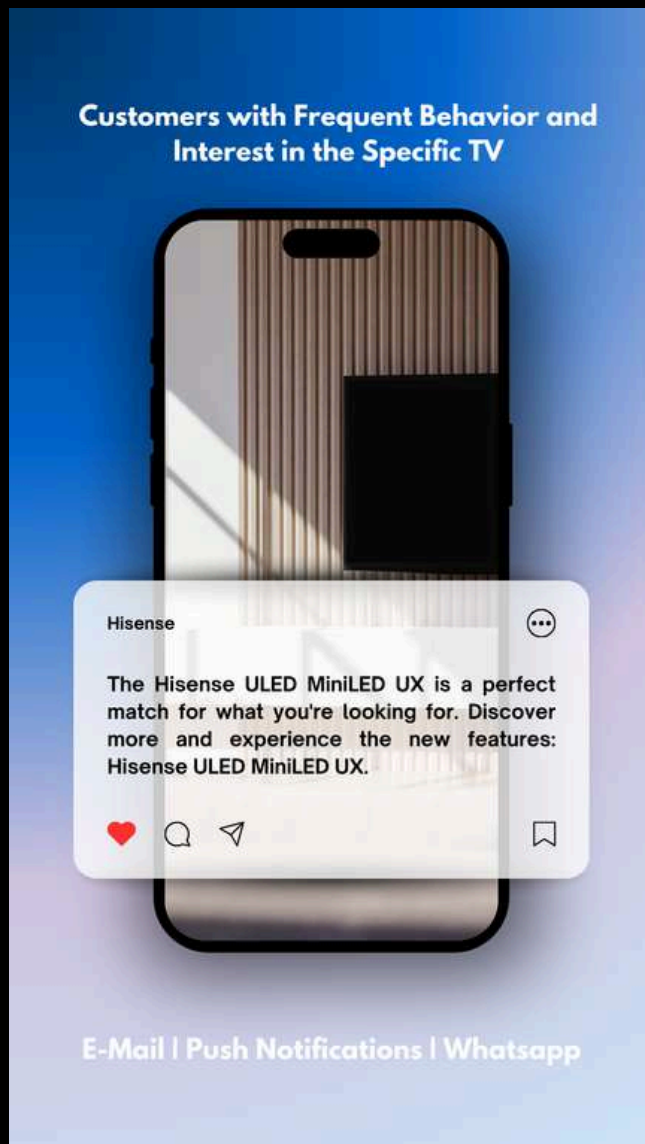 Customers with Frequent Behavior and
Interest in the Specific TV
Hisense
The Hisense ULED MiniLED UX is a perfect
match for what you're looking for. Discover
more and experience the new features:
Hisense ULED MiniLED UX.
E-Mail | Push Notifications | Whatsapp